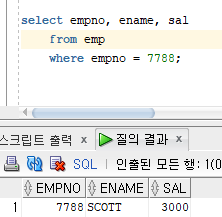 select empno, ename, sal
from emp
where empno = 7788;
스크립트 출력 × 질의 결과 ×
SQL | 인출된 모든 행: 1(0
EMPNO ENAME SAL
1 7788 SCOTT 3000